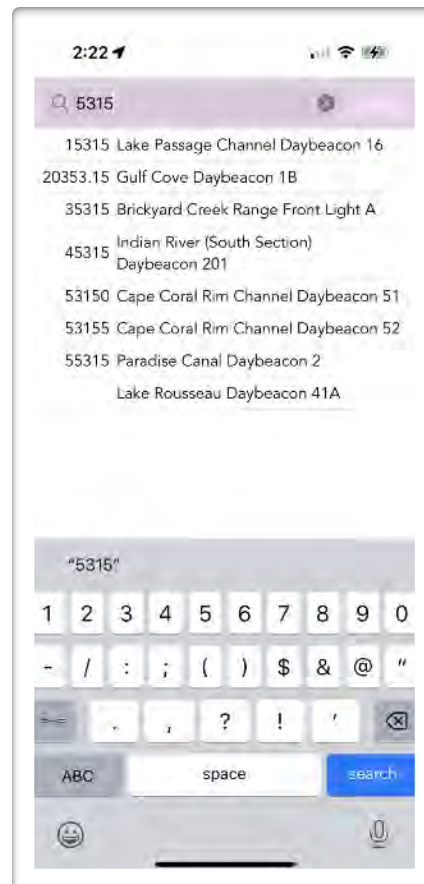 2:22
5315
15315 Lake Passage Channel Daybeacon 16
20353.15 Gulf Cove Daybeacon 1B
35315 Brickyard Creek Range Front Light A
45315 Indian River (South Section)
Daybeacon 201
53150 Cape Coral Rim Channel Daybeacon 51
53155 Cape Coral Rim Channel Daybeacon 52
55315 Paradise Canal Daybeacon 2
Lake Rousseau Daybeacon 41A
"5315"
1 2 3 4 5 6 7 8 9 0
- / : ; ( ) $ & @ "
. , ? ! '
ABC space search